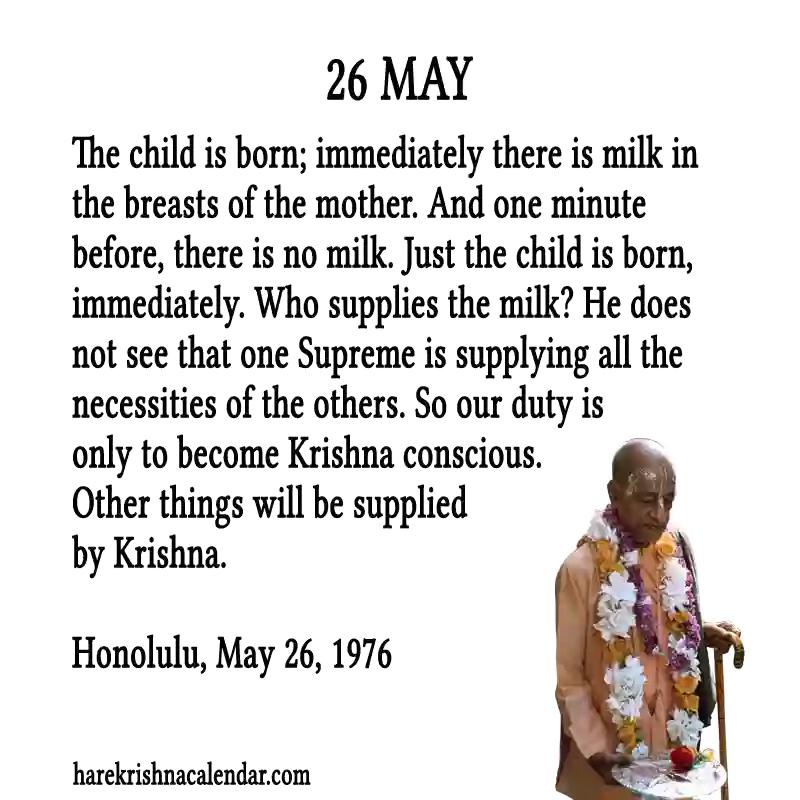 26 MAY
The child is born; immediately there is milk in
the breasts of the mother. And one minute
before, there is no milk. Just the child is born,
immediately. Who supplies the milk? He does
not see that one Supreme is supplying all the
necessities of the others. So our duty is
only to become Krishna conscious.
Other things will be supplied
by Krishna.
Honolulu, May 26, 1976
harekrishnacalendar.com